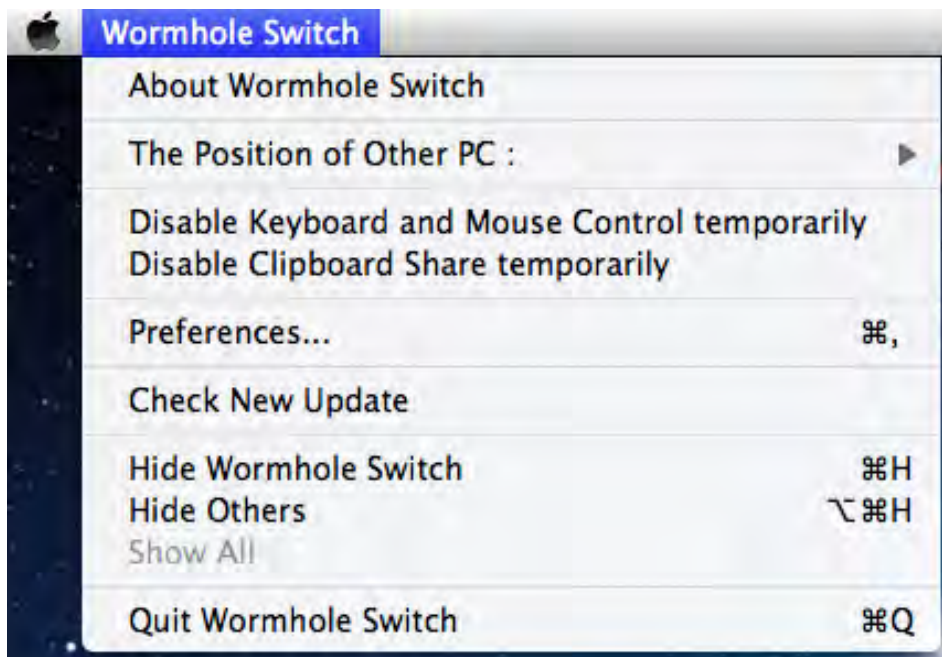 Wormhole Switch
About Wormhole Switch
The Position of Other PC :
Disable Keyboard and Mouse Control temporarily
Disable Clipboard Share temporarily
Preferences... ⌘,
Check New Update
Hide Wormhole Switch ⌘H
Hide Others ⌥⌘H
Show All
Quit Wormhole Switch ⌘Q